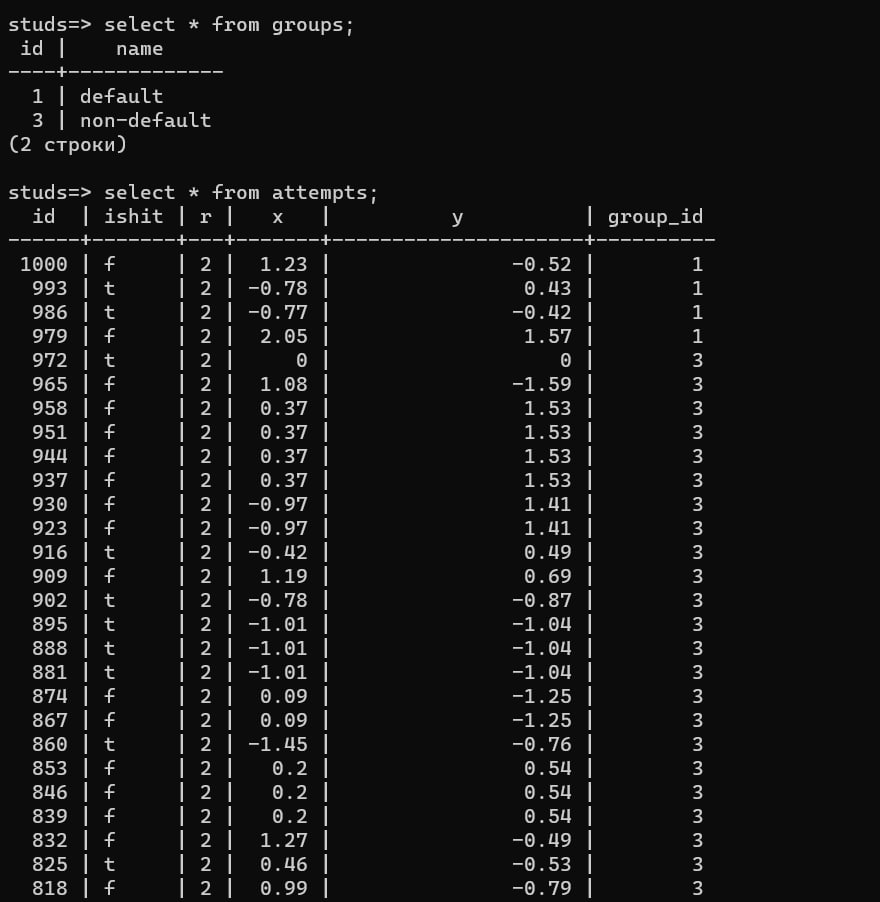 studs=> select * from groups;
 id |    name
----+-------------
  1 | default
  3 | non-default
(2 строки)

studs=> select * from attempts;
  id  | ishit | r |   x   |          y          | group_id
------+-------+---+-------+---------------------+----------
 1000 | f     | 2 |  1.23 |               -0.52 |        1
  993 | t     | 2 | -0.78 |                0.43 |        1
  986 | t     | 2 | -0.77 |               -0.42 |        1
  979 | f     | 2 |  2.05 |                1.57 |        1
  972 | t     | 2 |     0 |                   0 |        3
  965 | f     | 2 |  1.08 |               -1.59 |        3
  958 | f     | 2 |  0.37 |                1.53 |        3
  951 | f     | 2 |  0.37 |                1.53 |        3
  944 | f     | 2 |  0.37 |                1.53 |        3
  937 | f     | 2 |  0.37 |                1.53 |        3
  930 | f     | 2 | -0.97 |                1.41 |        3
  923 | f     | 2 | -0.97 |                1.41 |        3
  916 | t     | 2 | -0.42 |                0.49 |        3
  909 | f     | 2 |  1.19 |                0.69 |        3
  902 | t     | 2 | -0.78 |               -0.87 |        3
  895 | t     | 2 | -1.01 |               -1.04 |        3
  888 | t     | 2 | -1.01 |               -1.04 |        3
  881 | t     | 2 | -1.01 |               -1.04 |        3
  874 | f     | 2 |  0.09 |               -1.25 |        3
  867 | f     | 2 |  0.09 |               -1.25 |        3
  860 | t     | 2 | -1.45 |               -0.76 |        3
  853 | f     | 2 |   0.2 |                0.54 |        3
  846 | f     | 2 |   0.2 |                0.54 |        3
  839 | f     | 2 |   0.2 |                0.54 |        3
  832 | f     | 2 |  1.27 |               -0.49 |        3
  825 | t     | 2 |  0.46 |               -0.53 |        3
  818 | f     | 2 |  0.99 |               -0.79 |        3